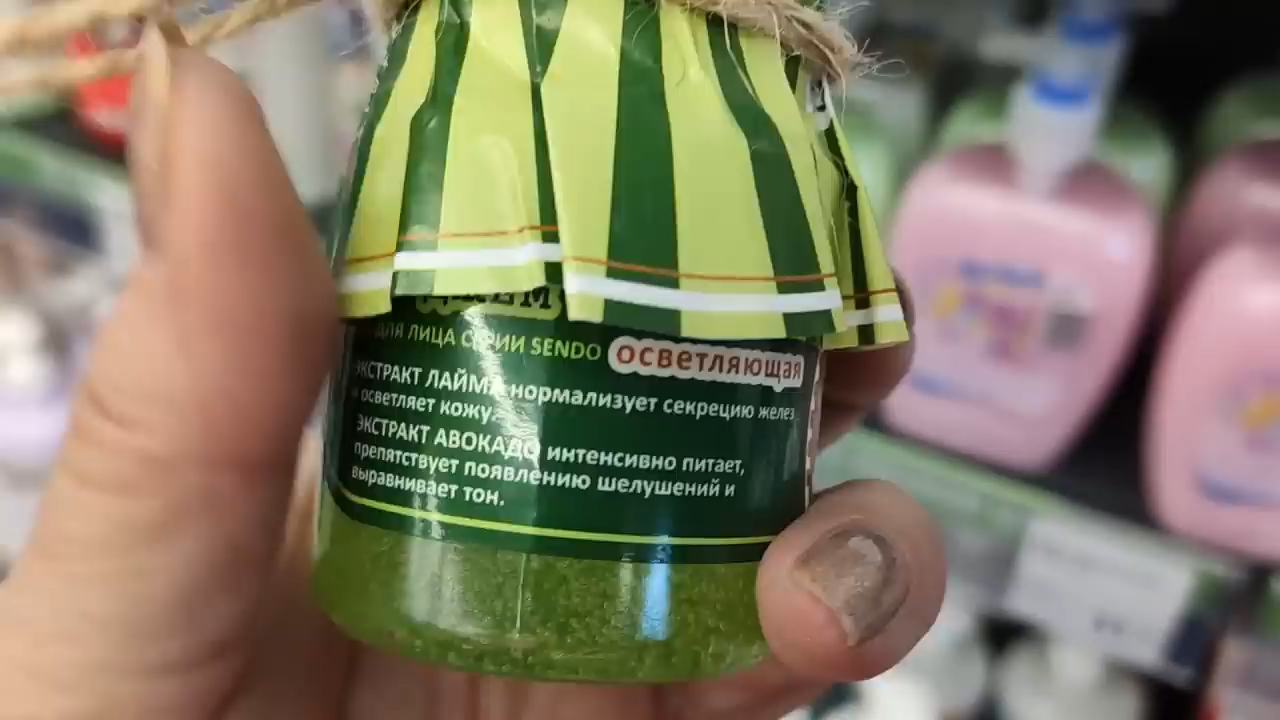 ДЖЕМ
ДЛЯ ЛИЦА СЕРИИ SENDO осветляющая
ЭКСТРАКТ ЛАЙМА нормализует секрецию желез
и осветляет кожу.
ЭКСТРАКТ АВОКАДО интенсивно питает,
препятствует появлению шелушений и
выравнивает тон.